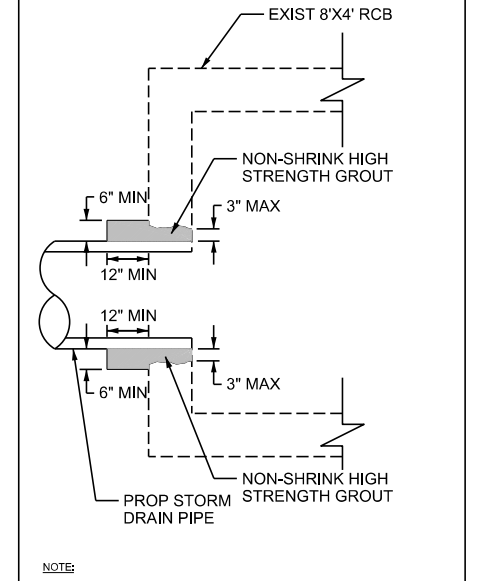 EXIST 8'X4' RCB
NON-SHRINK HIGH
STRENGTH GROUT
6" MIN
3" MAX
12" MIN
12" MIN
3" MAX
6" MIN
NON-SHRINK HIGH
STRENGTH GROUT
PROP STORM
DRAIN PIPE
NOTE: